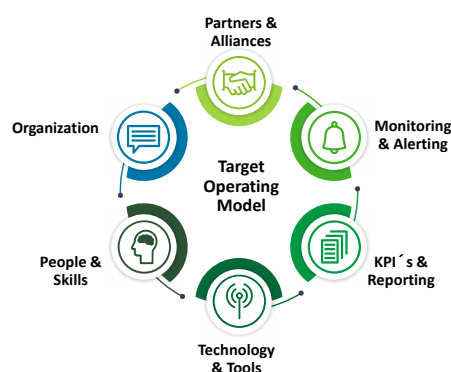 Partners &
Alliances
Organization
Monitoring
& Alerting
Target
Operating
Model
People &
Skills
KPI´s &
Reporting
Technology
& Tools